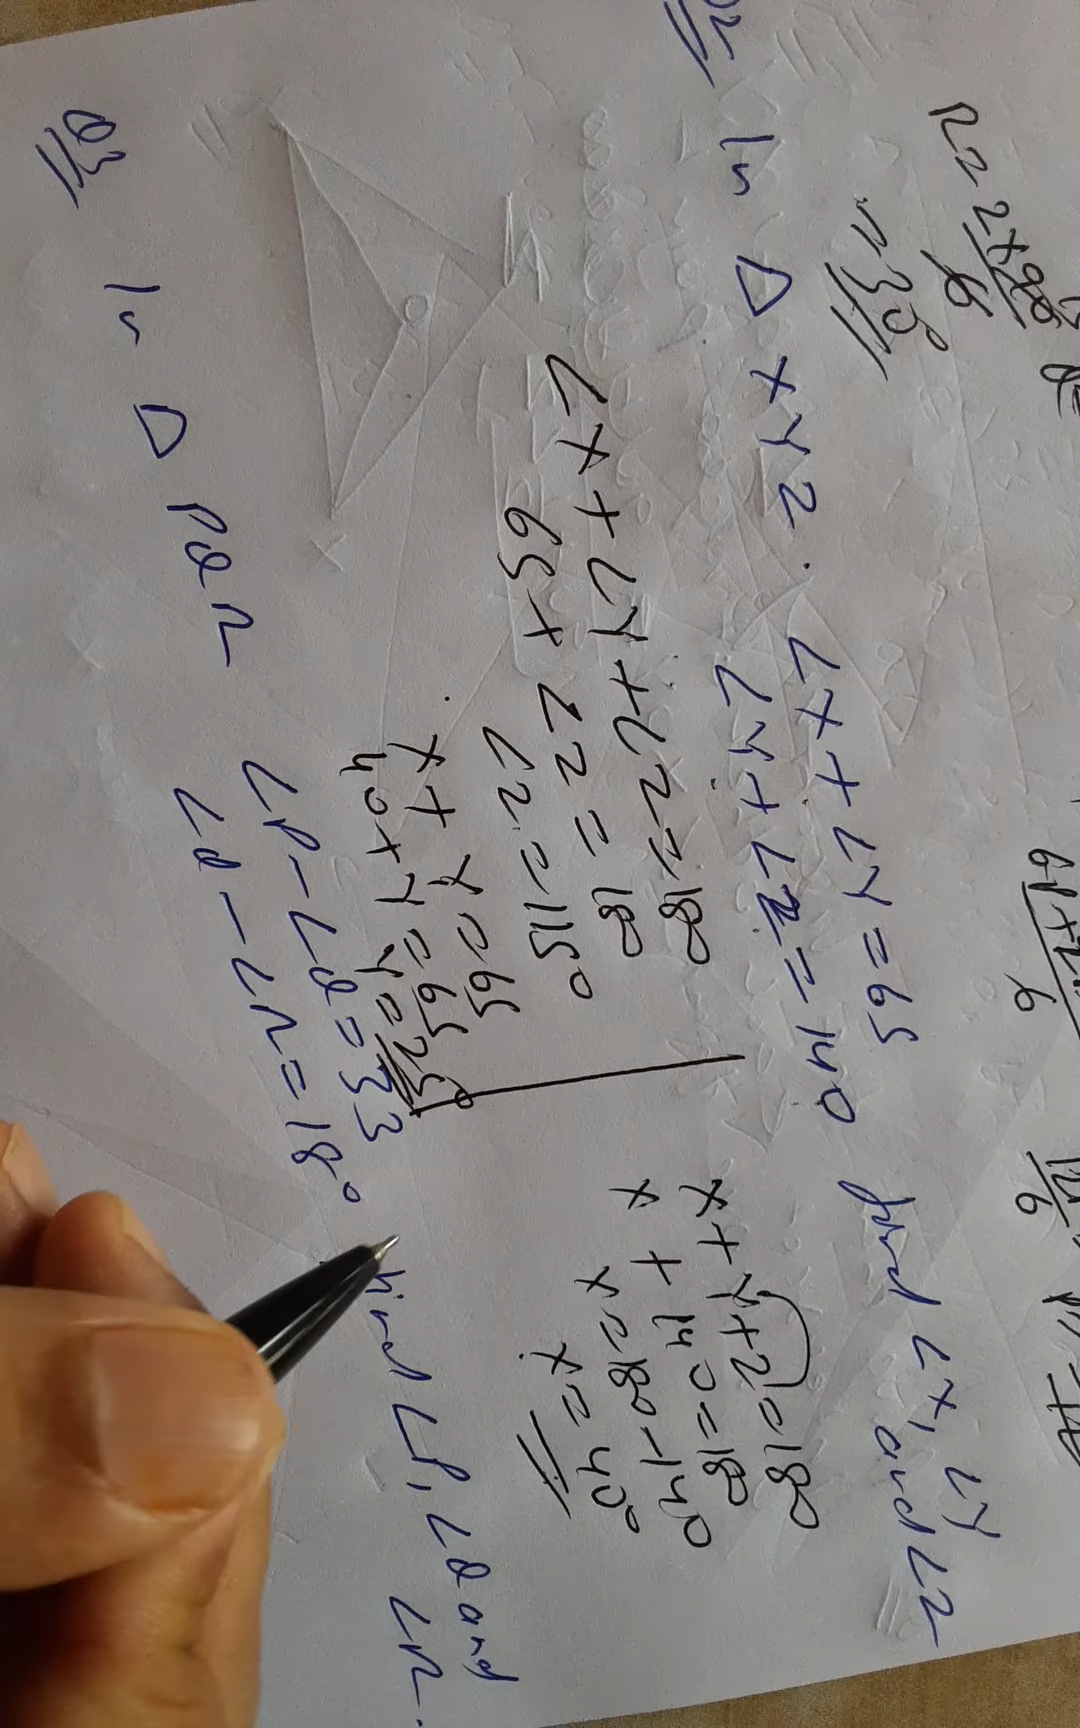 r = 2×90
6
= 30°
Q2 In △ XYZ. ∠X + ∠Y = 65 find ∠X, ∠Y
∠Y + ∠Z = 140 and ∠Z
∠X + ∠Y + ∠Z = 180
65 + ∠Z = 180
∠Z = 115°
X + Y = 65
40 + Y = 65
Y = 25°
X + Y + Z = 180
X + 140 = 180
X = 180 - 140
X = 40°
Q3 In △ PQR ∠P - ∠Q = 33
∠Q - ∠R = 18° find ∠P, ∠Q and
∠R.